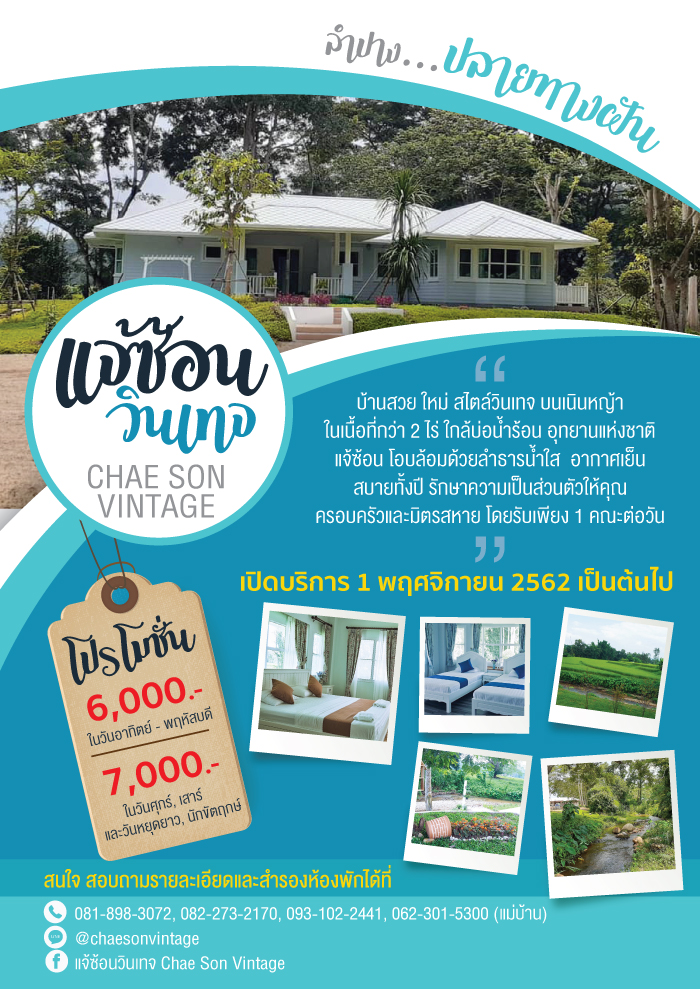 ลำปาง...ปลายทางฝัน
แจ้ซ้อน
วินเทจ
CHAE SON
VINTAGE
“
บ้านสวย ใหม่ สไตล์วินเทจ บนเนินหญ้า
ในเนื้อที่กว่า 2 ไร่ ใกล้บ่อน้ำร้อน อุทยานแห่งชาติ
แจ้ซ้อน โอบล้อมด้วยลำธารน้ำใส อากาศเย็น
สบายทั้งปี รักษาความเป็นส่วนตัวให้คุณ
ครอบครัวและมิตรสหาย โดยรับเพียง 1 คณะต่อวัน
”
เปิดบริการ 1 พฤศจิกายน 2562 เป็นต้นไป
โปรโมชั่น
6,000.-
ในวันอาทิตย์ - พฤหัสบดี
7,000.-
ในวันศุกร์, เสาร์
และวันหยุดยาว, นักขัตฤกษ์
สนใจ สอบถามรายละเอียดและสำรองห้องพักได้ที่
081-898-3072, 082-273-2170, 093-102-2441, 062-301-5300 (แม่บ้าน)
@chaesonvintage
แจ้ซ้อนวินเทจ Chae Son Vintage